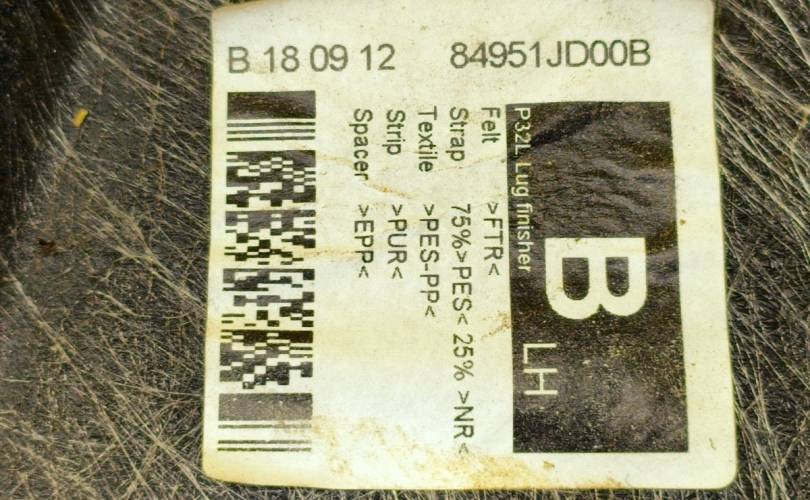 B 18 09 12 84951JD00B
P32L Lug finisher
B LH
Felt >FTR<
Strap 75%>PES< 25% >NR<
Textile >PES-PP<
Strip >PUR<
Spacer >EPP<